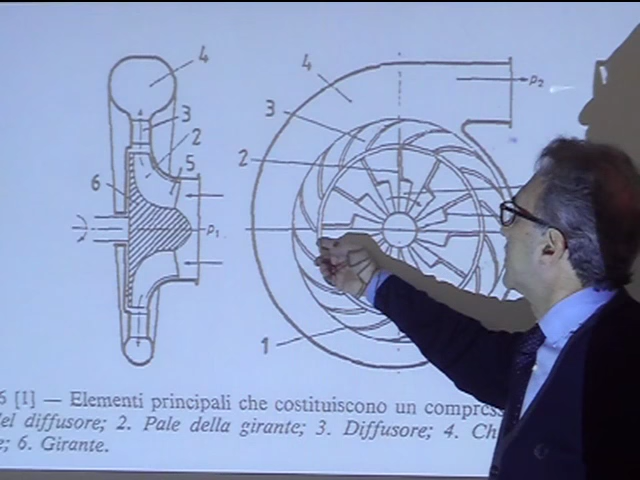 4
4
p2
3
3
2
2
5
6
p1
1
6 [1] — Elementi principali che costituiscono un compress
del diffusore; 2. Pale della girante; 3. Diffusore; 4. Ch
e; 6. Girante.